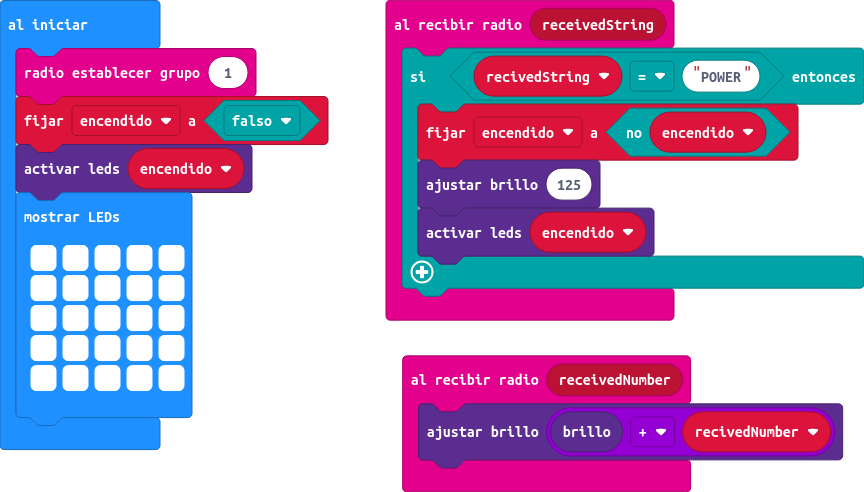 al iniciar
radio establecer grupo 1
fijar encendido a falso
activar leds encendido
mostrar LEDs
al recibir radio receivedString
si recivedString = "POWER" entonces
fijar encendido a no encendido
ajustar brillo 125
activar leds encendido
al recibir radio receivedNumber
ajustar brillo brillo + recivedNumber